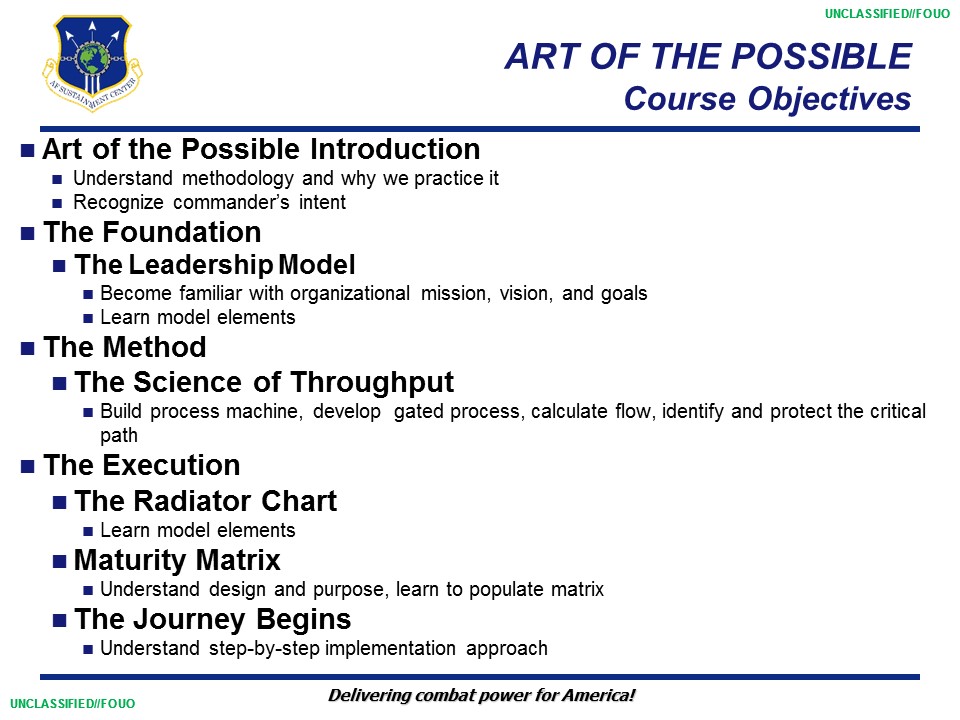 UNCLASSIFIED//FOUO
AF SUSTAINMENT CENTER
ART OF THE POSSIBLE
Course Objectives
Art of the Possible Introduction
Understand methodology and why we practice it
Recognize commander’s intent
The Foundation
The Leadership Model
Become familiar with organizational mission, vision, and goals
Learn model elements
The Method
The Science of Throughput
Build process machine, develop gated process, calculate flow, identify and protect the critical
path
The Execution
The Radiator Chart
Learn model elements
Maturity Matrix
Understand design and purpose, learn to populate matrix
The Journey Begins
Understand step-by-step implementation approach
Delivering combat power for America!
UNCLASSIFIED//FOUO